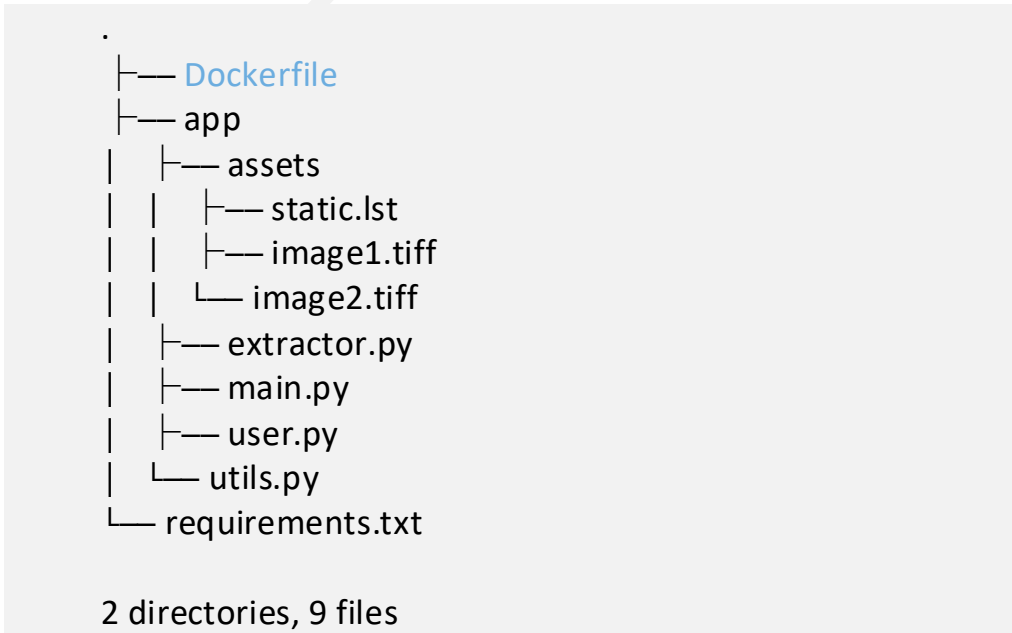 .
├── Dockerfile
├── app
│   ├── assets
│   │   ├── static.lst
│   │   ├── image1.tiff
│   │   └── image2.tiff
│   ├── extractor.py
│   ├── main.py
│   ├── user.py
│   └── utils.py
└── requirements.txt
2 directories, 9 files